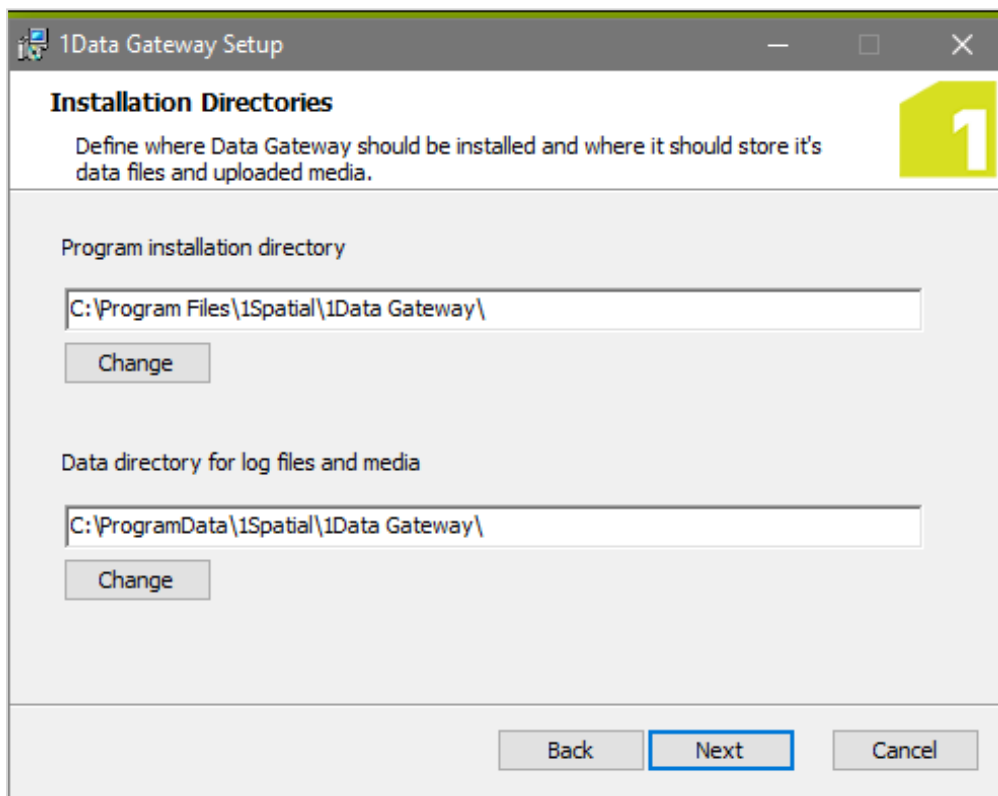 1Data Gateway Setup
Installation Directories
1
Define where Data Gateway should be installed and where it should store it's
data files and uploaded media.
Program installation directory
C:\Program Files\1Spatial\1Data Gateway\
Change
Data directory for log files and media
C:\ProgramData\1Spatial\1Data Gateway\
Change
Back
Next
Cancel